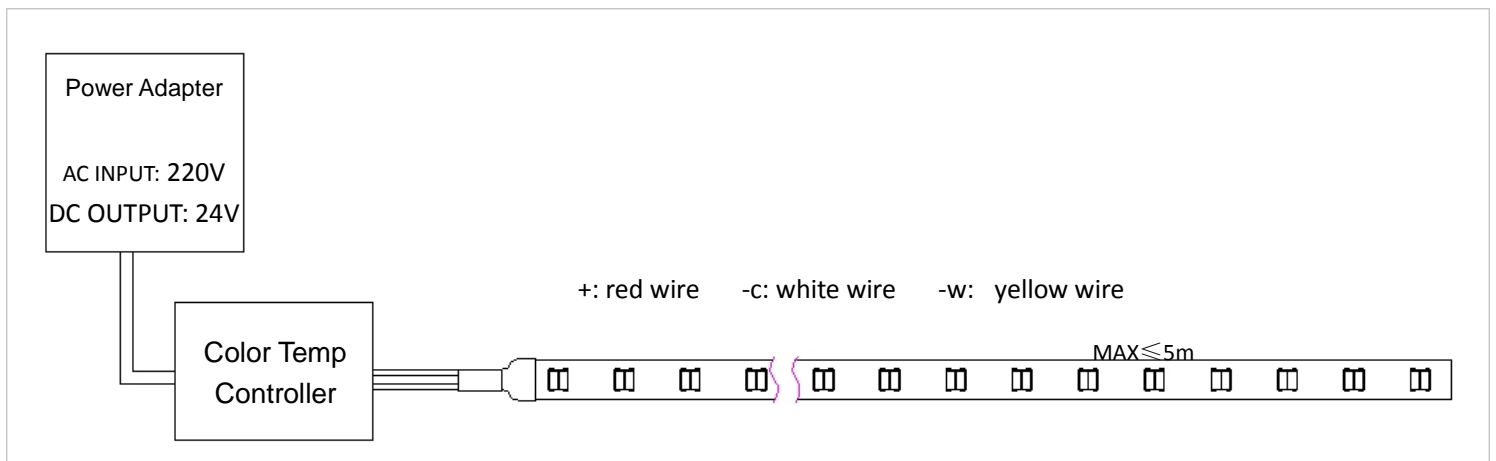 Power Adapter
AC INPUT: 220V
DC OUTPUT: 24V
+: red wire -c: white wire -w: yellow wire
MAX≦5m
Color Temp
Controller